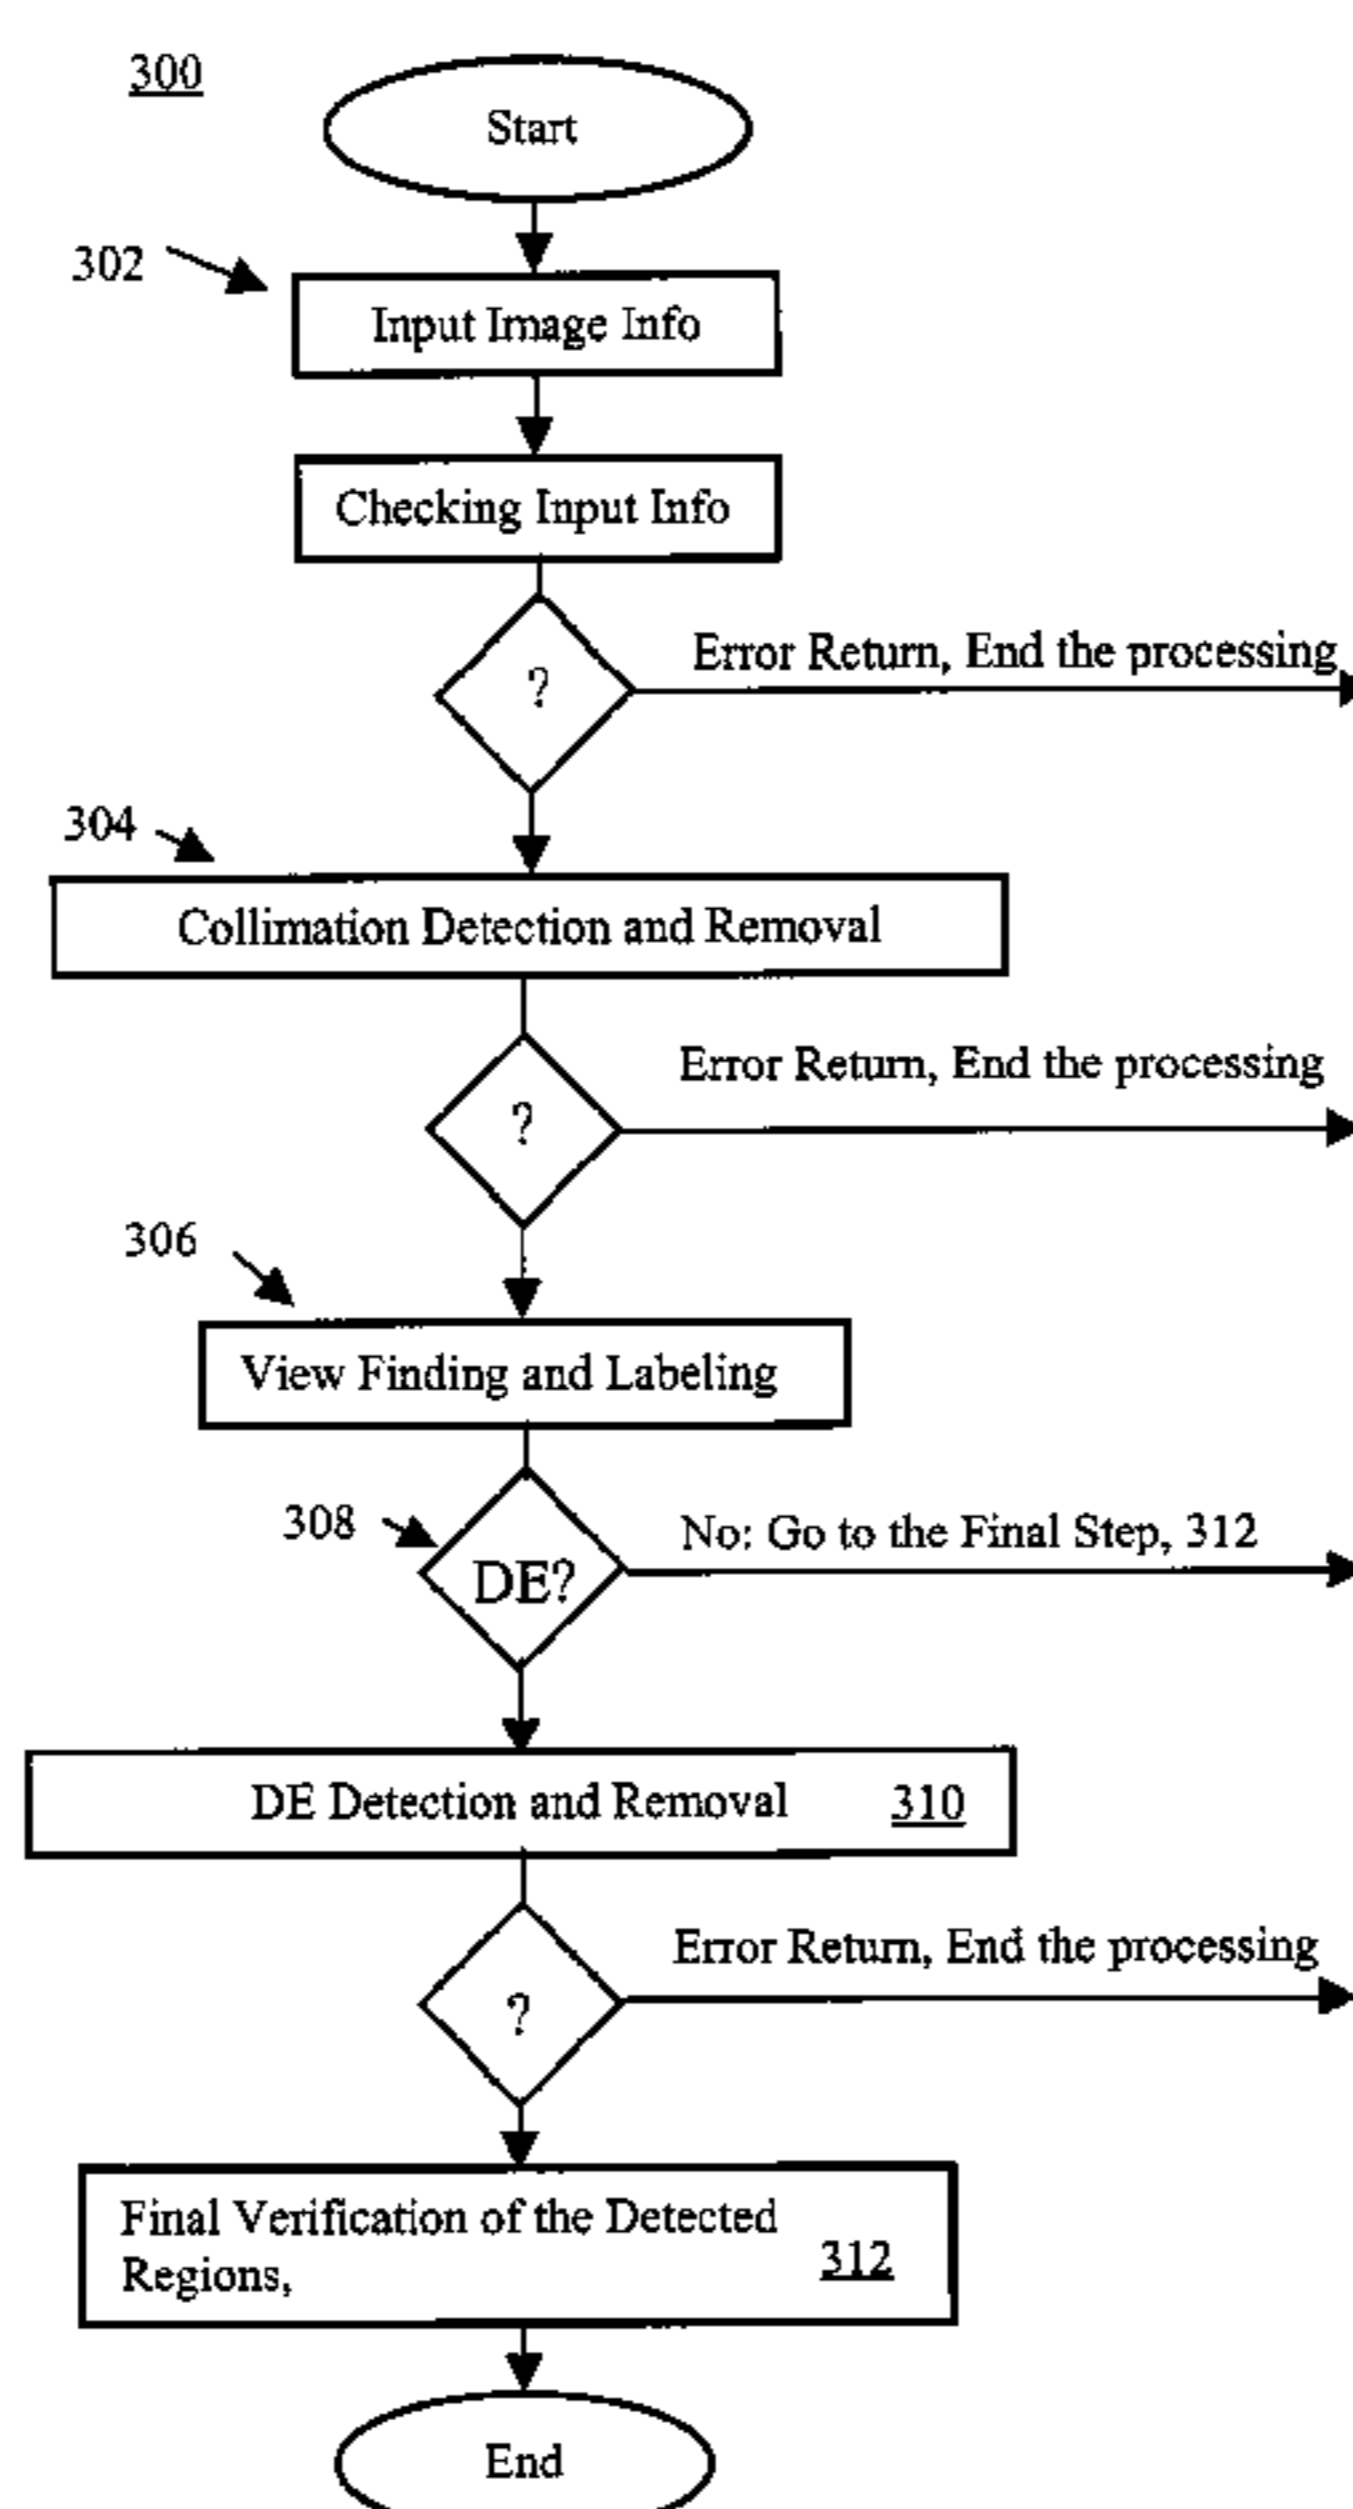 300
Start
302
Input Image Info
Checking Input Info
?
Error Return, End the processing
304
Collimation Detection and Removal
?
Error Return, End the processing
306
View Finding and Labeling
308
DE?
No: Go to the Final Step, 312
DE Detection and Removal 310
?
Error Return, End the processing
Final Verification of the Detected
Regions,
312
End